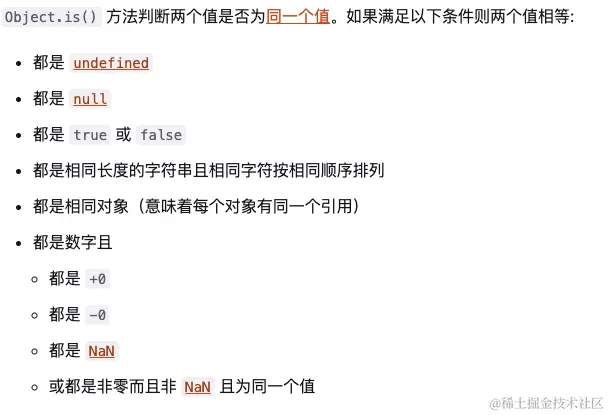 Object.is() 方法判断两个值是否为同一个值。如果满足以下条件则两个值相等:
都是 undefined
都是 null
都是 true 或 false
都是相同长度的字符串且相同字符按相同顺序排列
都是相同对象（意味着每个对象有同一个引用）
都是数字且
都是 +0
都是 -0
都是 NaN
或都是非零而且非 NaN 且为同一个值
@稀土掘金技术社区